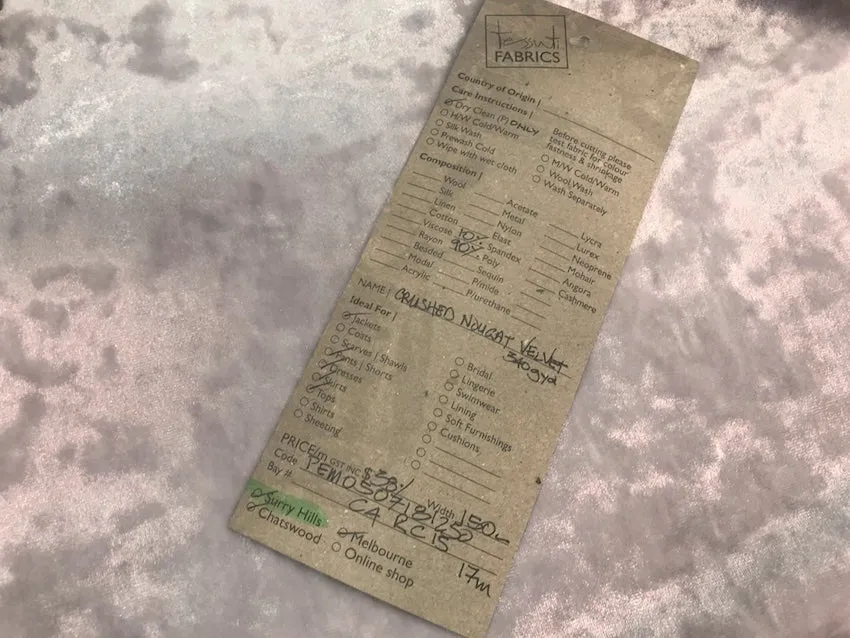 Tessuti
FABRICS
Country of Origin |
Care Instructions |
Dry Clean (P) ONLY
H/W Cold/Warm
Silk Wash
Prewash Cold
Wipe with wet cloth
Before cutting please
test fabric for colour
fastness & shrinkage
M/W Cold/Warm
Wool Wash
Wash Separately
Composition |
Wool
Silk
Linen
Cotton
Viscose
Rayon
Beaded
Modal
Acrylic
Acetate
Metal
Nylon
Elast
10% Spandex
90% Poly
Sequin
Pimide
P/urethane
Lycra
Lurex
Neoprene
Mohair
Angora
Cashmere
NAME: CRUSHED NOUGAT VELVET
Ideal For |
Jackets
Coats
Scarves | Shawls
Pants | Shorts
Dresses
Skirts
Tops
Shirts
Sheeting
Bridal
Lingerie
Swimwear
Lining
Soft Furnishings
Cushions
PRICE/m GST INC $38
Width 150
Code
Bay #
Surry Hills
Chatswood
Melbourne
Online shop
17m